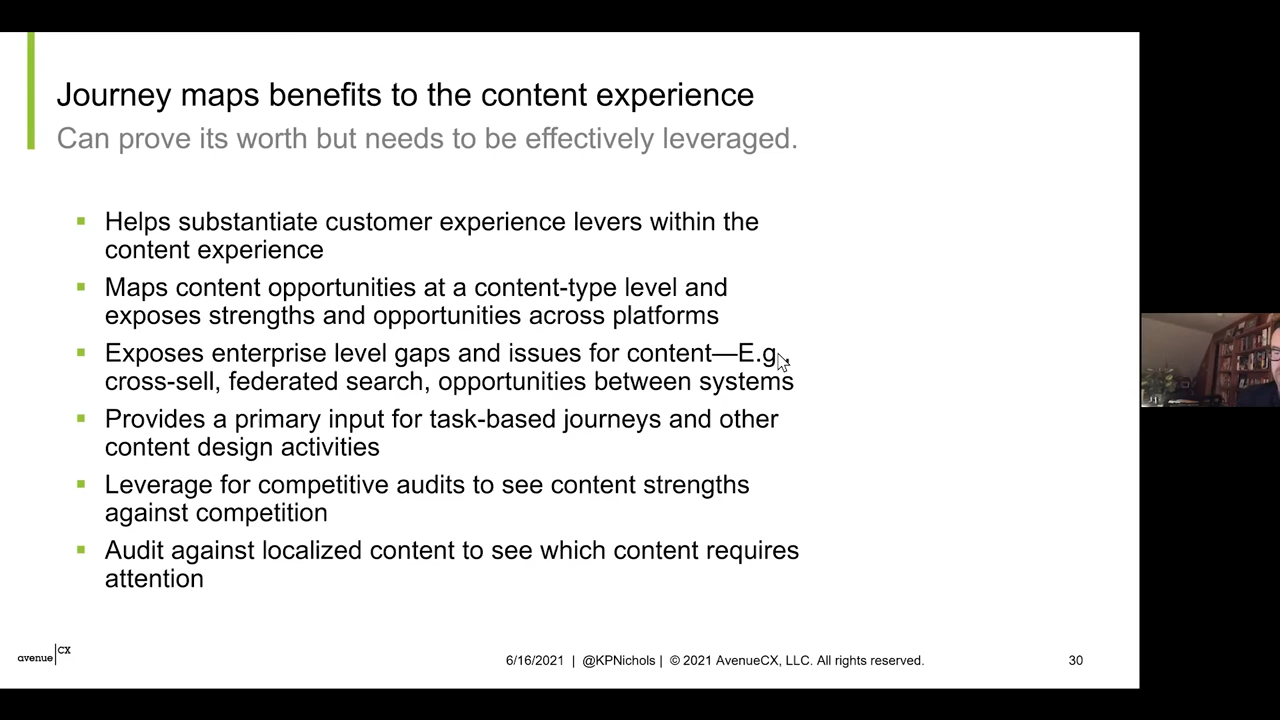 Journey maps benefits to the content experience
Can prove its worth but needs to be effectively leveraged.
▪ Helps substantiate customer experience levers within the
content experience
▪ Maps content opportunities at a content-type level and
exposes strengths and opportunities across platforms
▪ Exposes enterprise level gaps and issues for content—E.g.,
cross-sell, federated search, opportunities between systems
▪ Provides a primary input for task-based journeys and other
content design activities
▪ Leverage for competitive audits to see content strengths
against competition
▪ Audit against localized content to see which content requires
attention
avenue CX
6/16/2021 | @KPNichols | © 2021 AvenueCX, LLC. All rights reserved.
30